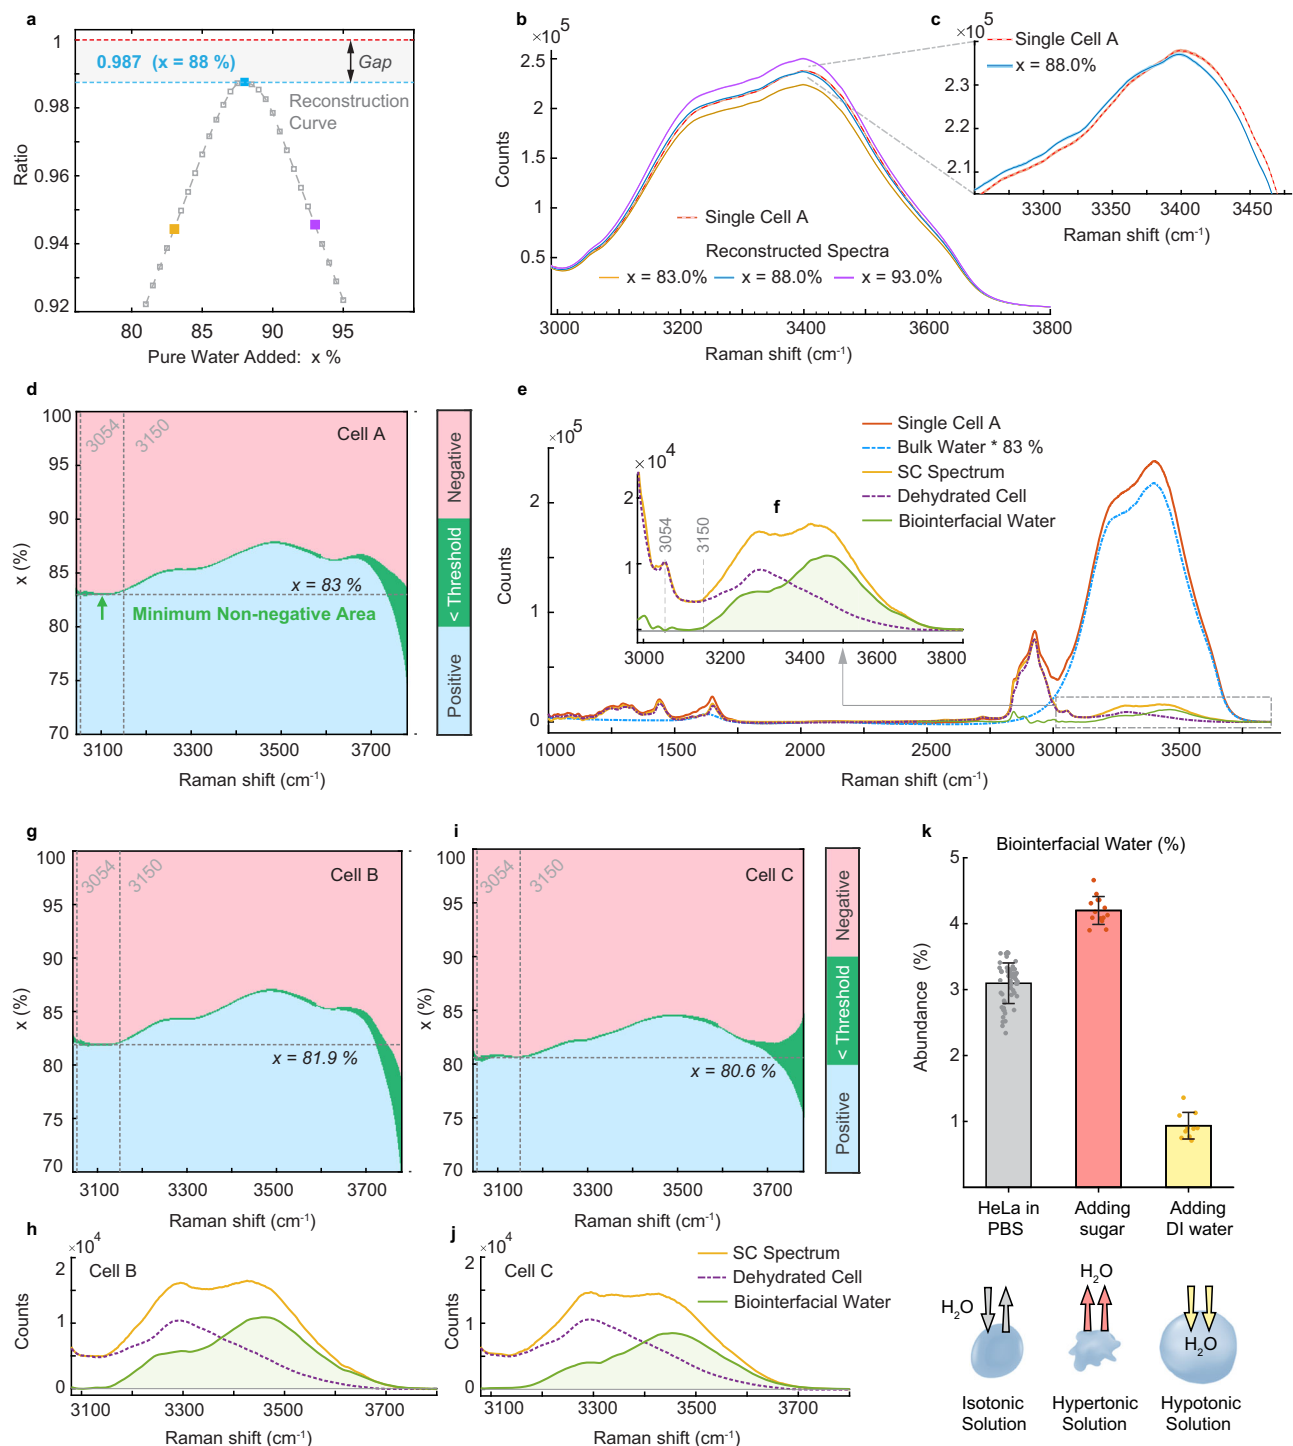 a
1
0.98
0.96
0.94
0.92
Ratio
0.987 (x = 88 %)
Gap
Reconstruction
Curve
80 85 90 95
Pure Water Added: x %
b
×10⁵
2.5
2
1.5
1
0.5
Counts
Single Cell A
Reconstructed Spectra
x = 83.0% x = 88.0% x = 93.0%
3000 3200 3400 3600 3800
Raman shift (cm⁻¹)
c
×10⁵
2.3
2.2
2.1
Single Cell A
x = 88.0%
3300 3350 3400 3450
Raman shift (cm⁻¹)
d
100
95
90
85
80
75
70
x (%)
3054
3150
Cell A
x = 83 %
Minimum Non-negative Area
3100 3300 3500 3700
Raman shift (cm⁻¹)
Negative
< Threshold
Positive
e
×10⁵
2
1
0
Counts
Single Cell A
Bulk Water * 83 %
SC Spectrum
Dehydrated Cell
Biointerfacial Water
1000 1500 2000 2500 3000 3500
Raman shift (cm⁻¹)
f
×10⁴
2
1
0
3054
3150
3000 3200 3400 3600 3800
g
100
95
90
85
80
75
70
x (%)
3054
3150
Cell B
x = 81.9 %
3100 3300 3500 3700
Raman shift (cm⁻¹)
i
100
95
90
85
80
75
70
x (%)
3054
3150
Cell C
x = 80.6 %
3100 3300 3500 3700
Raman shift (cm⁻¹)
Negative
< Threshold
Positive
h
×10⁴
2
1
0
Counts
Cell B
3100 3300 3500 3700
Raman shift (cm⁻¹)
j
×10⁴
2
1
0
Counts
Cell C
SC Spectrum
Dehydrated Cell
Biointerfacial Water
3100 3300 3500 3700
Raman shift (cm⁻¹)
k
Biointerfacial Water (%)
5
4
3
2
1
Abundance (%)
HeLa in
PBS
Adding
sugar
Adding
DI water
H₂O
H₂O
H₂O
Isotonic
Solution
Hypertonic
Solution
Hypotonic
Solution